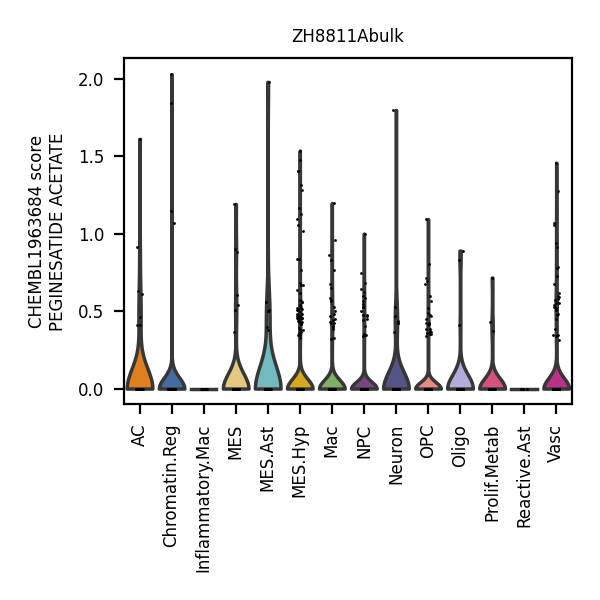 ZH8811Abulk
CHEMBL1963684 score
PEGINESATIDE ACETATE
2.0
1.5
1.0
0.5
0.0
AC
Chromatin.Reg
Inflammatory.Mac
MES
MES.Ast
MES.Hyp
Mac
NPC
Neuron
OPC
Oligo
Prolif.Metab
Reactive.Ast
Vasc